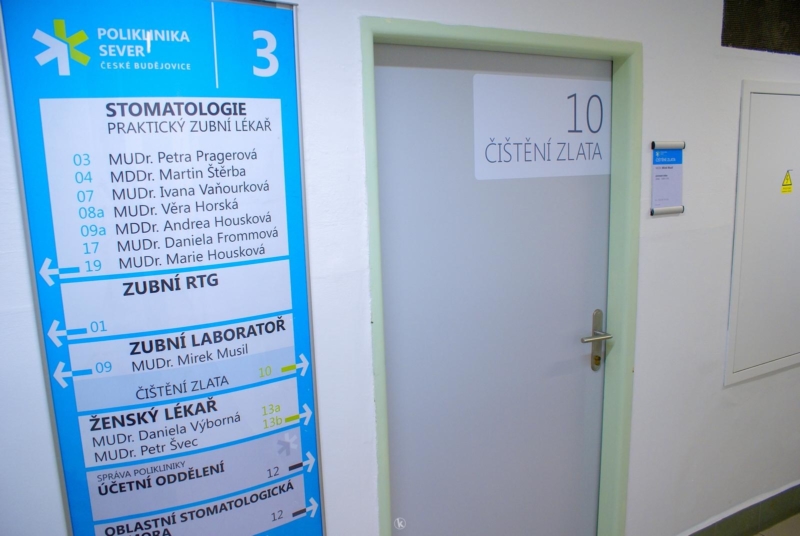 POLIKLINIKA
SEVER
ČESKÉ BUDĚJOVICE
3
STOMATOLOGIE
PRAKTICKÝ ZUBNÍ LÉKAŘ
03 MUDr. Petra Pragerová
04 MDDr. Martin Štěrba
07 MUDr. Ivana Vaňourková
08a MUDr. Věra Horská
09a MDDr. Andrea Housková
17 MUDr. Daniela Frommová
19 MUDr. Marie Housková
ZUBNÍ RTG
01
ZUBNÍ LABORATOŘ
09 MUDr. Mirek Musil
ČIŠTĚNÍ ZLATA 10
ŽENSKÝ LÉKAŘ
MUDr. Daniela Výborná 13a
MUDr. Petr Švec 13b
SPRÁVA POLIKLINIKY
ÚČETNÍ ODDĚLENÍ 12
OBLASTNÍ STOMATOLOGICKÁ
12
10
ČIŠTĚNÍ ZLATA
k